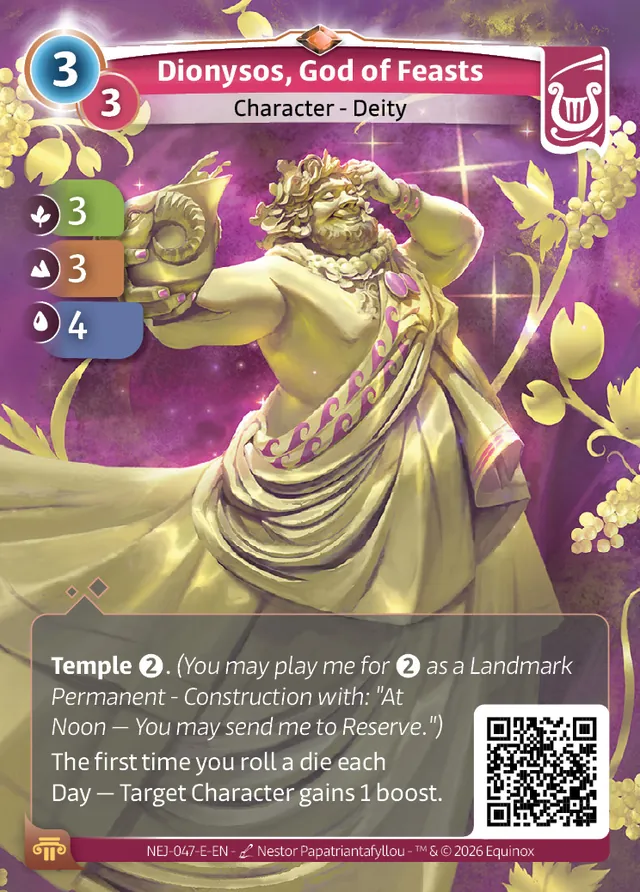 3
Dionysos, God of Feasts
3
Character - Deity
3
3
4
Temple 2. (You may play me for 2 as a Landmark
Permanent - Construction with: "At
Noon — You may send me to Reserve.")
The first time you roll a die each
Day — Target Character gains 1 boost.
NEJ-047-E-EN - Nestor Papatriantafyllou - ™ & © 2026 Equinox